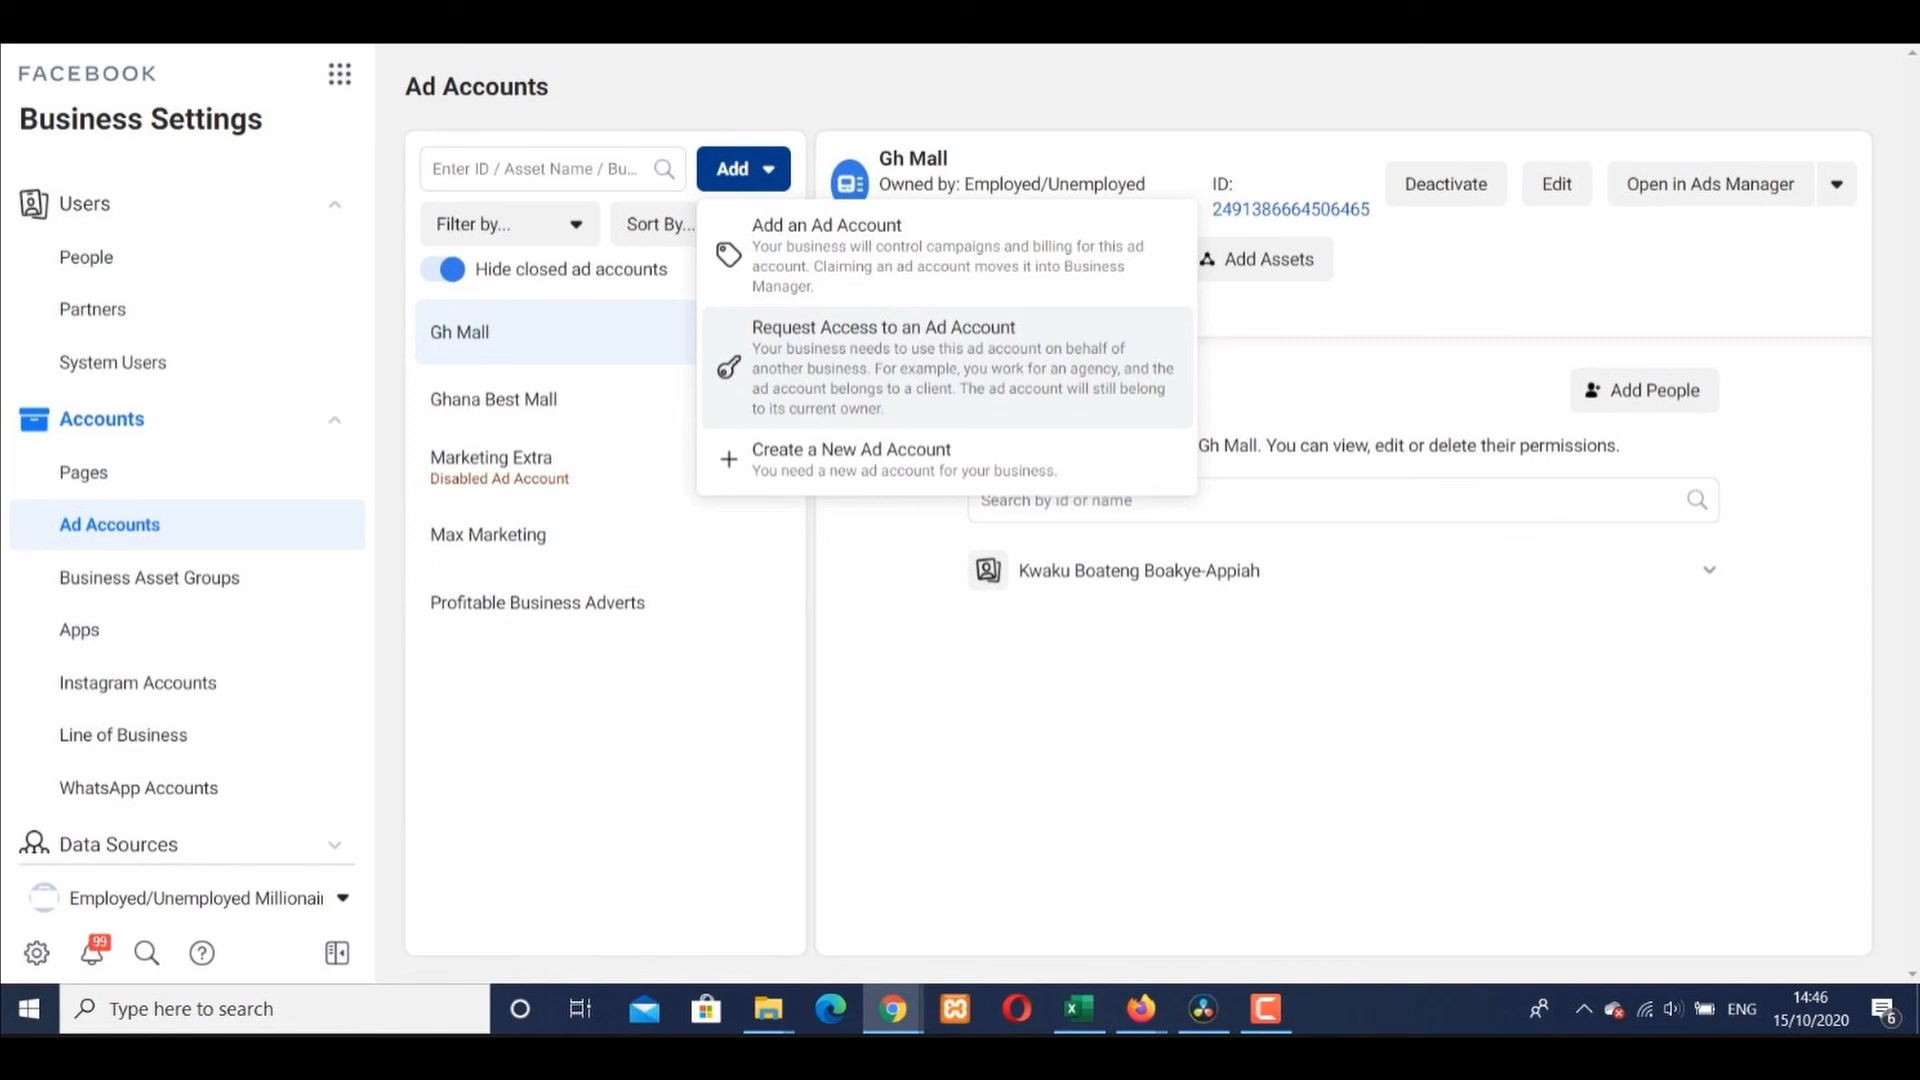 FACEBOOK
Business Settings
Users
People
Partners
System Users
Accounts
Pages
Ad Accounts
Business Asset Groups
Apps
Instagram Accounts
Line of Business
WhatsApp Accounts
Data Sources
Employed/Unemployed Millionai
99
Ad Accounts
Enter ID / Asset Name / Bu...
Add
Filter by...
Sort By...
Hide closed ad accounts
Gh Mall
Ghana Best Mall
Marketing Extra
Disabled Ad Account
Max Marketing
Profitable Business Adverts
Add an Ad Account
Your business will control campaigns and billing for this ad
account. Claiming an ad account moves it into Business
Manager.
Request Access to an Ad Account
Your business needs to use this ad account on behalf of
another business. For example, you work for an agency, and the
ad account belongs to a client. The ad account will still belong
to its current owner.
Create a New Ad Account
You need a new ad account for your business.
Gh Mall
Owned by: Employed/Unemployed
ID:
2491386664506465
Deactivate
Edit
Open in Ads Manager
Add Assets
Add People
Gh Mall. You can view, edit or delete their permissions.
Search by id or name
Kwaku Boateng Boakye-Appiah
Type here to search
ENG
14:46
15/10/2020
6